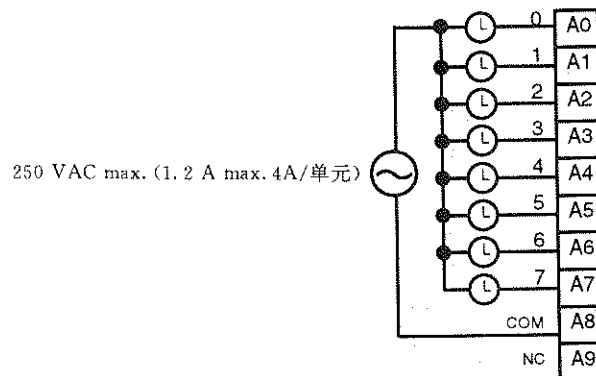 0 A0
L
1 A1
L
2 A2
L
3 A3
L
250 VAC max. (1.2 A max. 4A/单元)
4 A4
L
5 A5
L
6 A6
L
7 A7
L
COM A8
NC A9